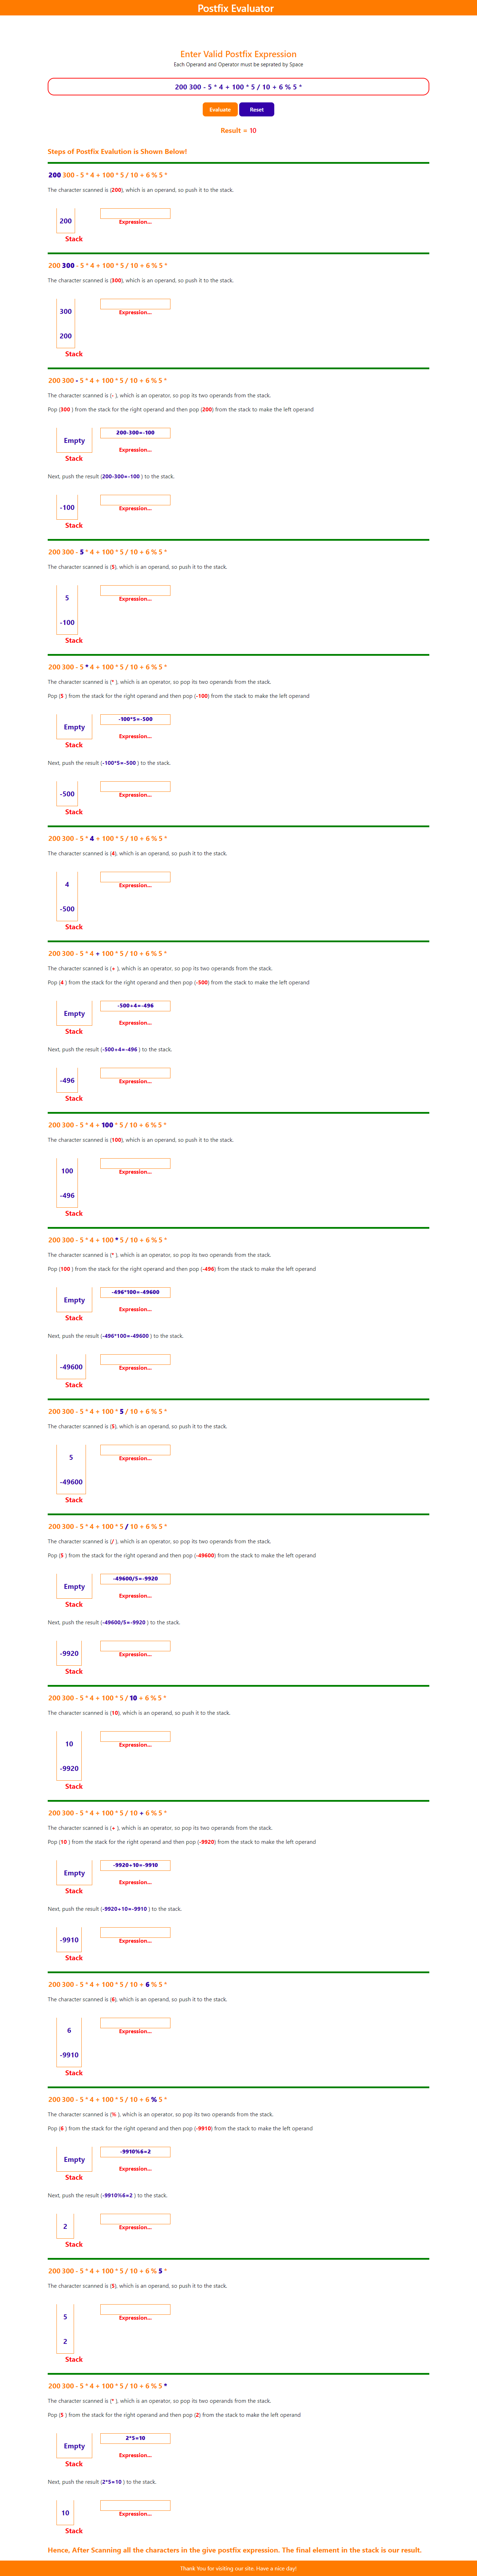 Postfix Evaluator
Enter Valid Postfix Expression
Each Operand and Operator must be seprated by Space
200 300 - 5 * 4 + 100 * 5 / 10 + 6 % 5 *
Evaluate Reset
Result = 10
Steps of Postfix Evalution is Shown Below!
200 300 - 5 * 4 + 100 * 5 / 10 + 6 % 5 *
The character scanned is (200), which is an operand, so push it to the stack.
200
Expression...
Stack
200 300 - 5 * 4 + 100 * 5 / 10 + 6 % 5 *
The character scanned is (300), which is an operand, so push it to the stack.
300
Expression...
200
Stack
200 300 - 5 * 4 + 100 * 5 / 10 + 6 % 5 *
The character scanned is (- ), which is an operator, so pop its two operands from the stack.
Pop (300 ) from the stack for the right operand and then pop (200) from the stack to make the left operand
200-300=-100
Empty
Expression...
Stack
Next, push the result (200-300=-100 ) to the stack.
-100
Expression...
Stack
200 300 - 5 * 4 + 100 * 5 / 10 + 6 % 5 *
The character scanned is (5), which is an operand, so push it to the stack.
5
Expression...
-100
Stack
200 300 - 5 * 4 + 100 * 5 / 10 + 6 % 5 *
The character scanned is (* ), which is an operator, so pop its two operands from the stack.
Pop (5 ) from the stack for the right operand and then pop (-100) from the stack to make the left operand
-100*5=-500
Empty
Expression...
Stack
Next, push the result (-100*5=-500 ) to the stack.
-500
Expression...
Stack
200 300 - 5 * 4 + 100 * 5 / 10 + 6 % 5 *
The character scanned is (4), which is an operand, so push it to the stack.
4
Expression...
-500
Stack
200 300 - 5 * 4 + 100 * 5 / 10 + 6 % 5 *
The character scanned is (+ ), which is an operator, so pop its two operands from the stack.
Pop (4 ) from the stack for the right operand and then pop (-500) from the stack to make the left operand
-500+4=-496
Empty
Expression...
Stack
Next, push the result (-500+4=-496 ) to the stack.
-496
Expression...
Stack
200 300 - 5 * 4 + 100 * 5 / 10 + 6 % 5 *
The character scanned is (100), which is an operand, so push it to the stack.
100
Expression...
-496
Stack
200 300 - 5 * 4 + 100 * 5 / 10 + 6 % 5 *
The character scanned is (* ), which is an operator, so pop its two operands from the stack.
Pop (100 ) from the stack for the right operand and then pop (-496) from the stack to make the left operand
-496*100=-49600
Empty
Expression...
Stack
Next, push the result (-496*100=-49600 ) to the stack.
-49600
Expression...
Stack
200 300 - 5 * 4 + 100 * 5 / 10 + 6 % 5 *
The character scanned is (5), which is an operand, so push it to the stack.
5
Expression...
-49600
Stack
200 300 - 5 * 4 + 100 * 5 / 10 + 6 % 5 *
The character scanned is (/ ), which is an operator, so pop its two operands from the stack.
Pop (5 ) from the stack for the right operand and then pop (-49600) from the stack to make the left operand
-49600/5=-9920
Empty
Expression...
Stack
Next, push the result (-49600/5=-9920 ) to the stack.
-9920
Expression...
Stack
200 300 - 5 * 4 + 100 * 5 / 10 + 6 % 5 *
The character scanned is (10), which is an operand, so push it to the stack.
10
Expression...
-9920
Stack
200 300 - 5 * 4 + 100 * 5 / 10 + 6 % 5 *
The character scanned is (+ ), which is an operator, so pop its two operands from the stack.
Pop (10 ) from the stack for the right operand and then pop (-9920) from the stack to make the left operand
-9920+10=-9910
Empty
Expression...
Stack
Next, push the result (-9920+10=-9910 ) to the stack.
-9910
Expression...
Stack
200 300 - 5 * 4 + 100 * 5 / 10 + 6 % 5 *
The character scanned is (6), which is an operand, so push it to the stack.
6
Expression...
-9910
Stack
200 300 - 5 * 4 + 100 * 5 / 10 + 6 % 5 *
The character scanned is (% ), which is an operator, so pop its two operands from the stack.
Pop (6 ) from the stack for the right operand and then pop (-9910) from the stack to make the left operand
-9910%6=2
Empty
Expression...
Stack
Next, push the result (-9910%6=2 ) to the stack.
2
Expression...
Stack
200 300 - 5 * 4 + 100 * 5 / 10 + 6 % 5 *
The character scanned is (5), which is an operand, so push it to the stack.
5
Expression...
2
Stack
200 300 - 5 * 4 + 100 * 5 / 10 + 6 % 5 *
The character scanned is (* ), which is an operator, so pop its two operands from the stack.
Pop (5 ) from the stack for the right operand and then pop (2) from the stack to make the left operand
2*5=10
Empty
Expression...
Stack
Next, push the result (2*5=10 ) to the stack.
10
Expression...
Stack
Hence, After Scanning all the characters in the give postfix expression. The final element in the stack is our result.
Thank You for visiting our site. Have a nice day!